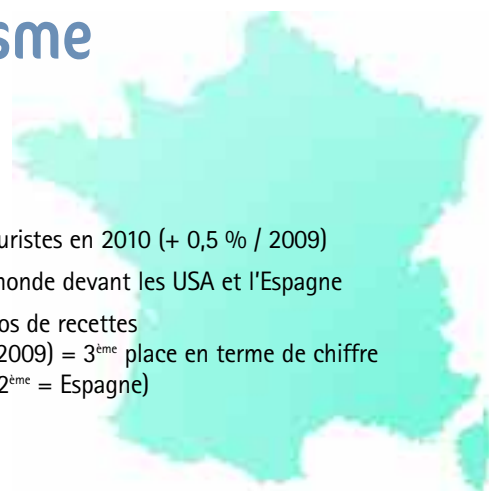 sme
uristes en 2010 (+ 0,5 % / 2009)
monde devant les USA et l'Espagne
os de recettes
2009) = 3ème place en terme de chiffre
2ème = Espagne)